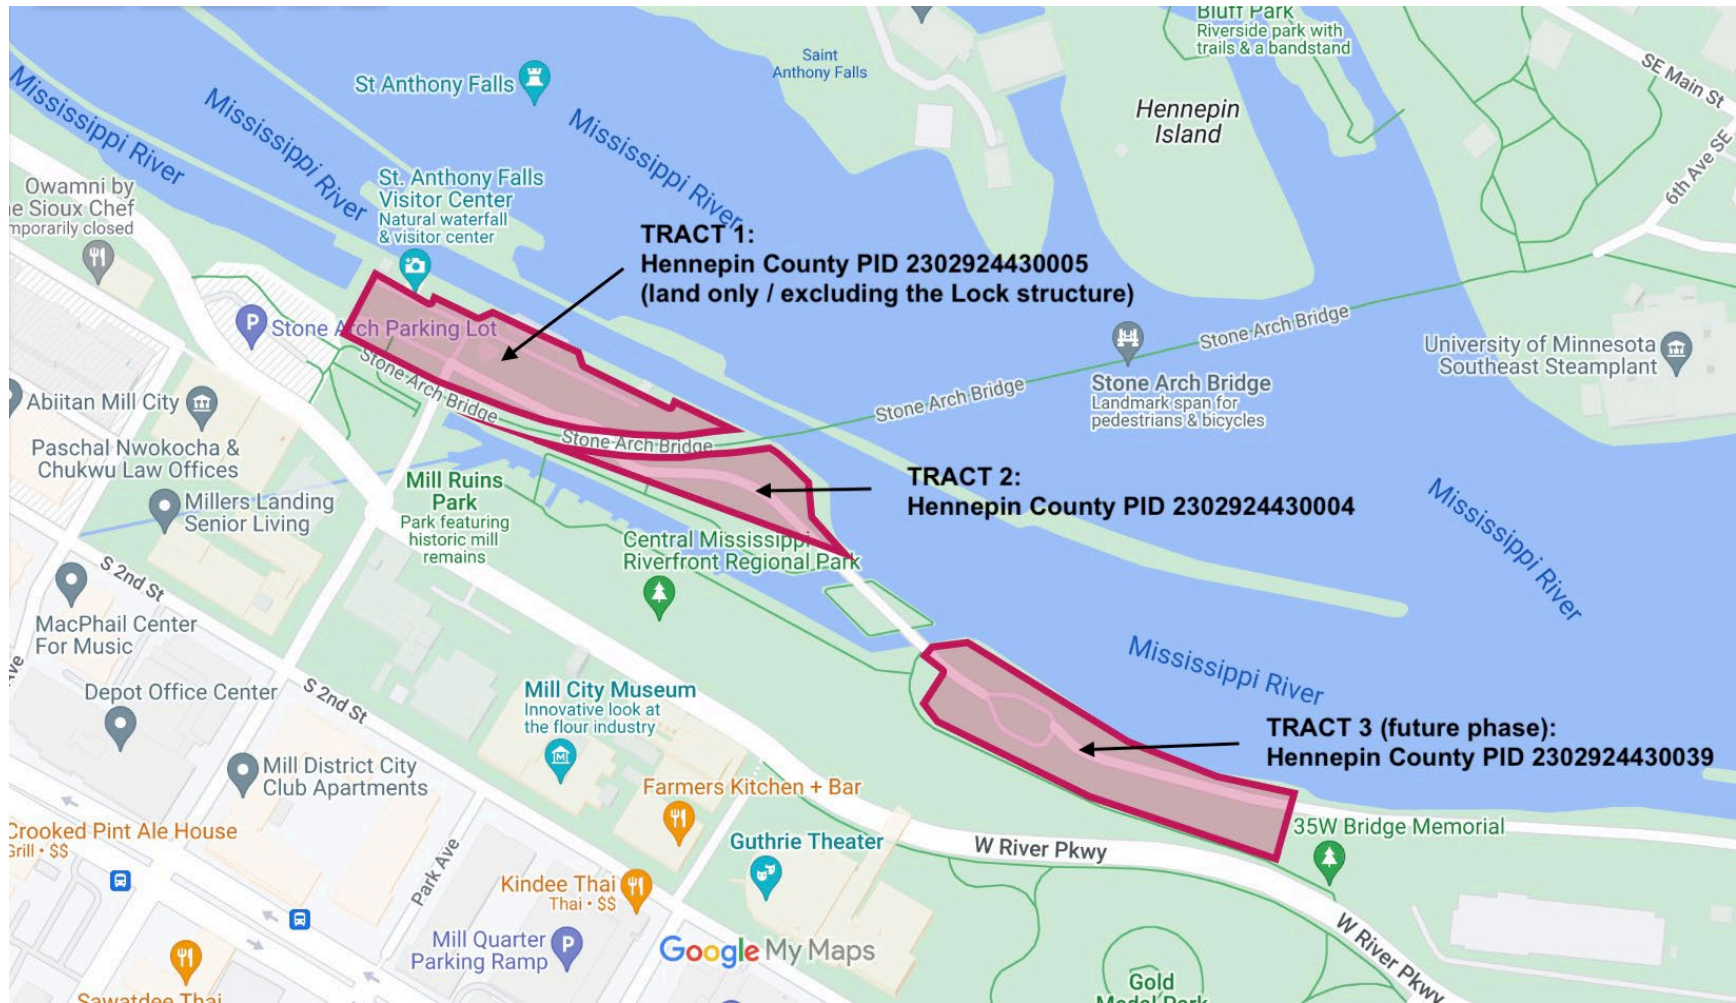 Bluff Park
Riverside park with
trails & a bandstand
Saint
Anthony Falls
SE Main St
St Anthony Falls
Mississippi River
Mississippi River
Mississippi River
Hennepin
Island
6th Ave SE
Owamni by
e Sioux Chef
mporarily closed
St. Anthony Falls
Visitor Center
Natural waterfall
& visitor center
TRACT 1:
Hennepin County PID 2302924430005
(land only / excluding the Lock structure)
Stone Arch Parking Lot
Stone Arch Bridge
Stone Arch Bridge
Stone Arch Bridge
Stone Arch Bridge
Stone Arch Bridge
Landmark span for
pedestrians & bicycles
University of Minnesota
Southeast Steamplant
Abiitan Mill City
Paschal Nwokocha &
Chukwu Law Offices
Millers Landing
Senior Living
Mill Ruins
Park
Park featuring
historic mill
remains
TRACT 2:
Hennepin County PID 2302924430004
Mississippi River
Central Mississippi
Riverfront Regional Park
S 2nd St
MacPhail Center
For Music
Ave
Depot Office Center
S 2nd St
Mill City Museum
Innovative look at
the flour industry
Mississippi River
TRACT 3 (future phase):
Hennepin County PID 2302924430039
Mill District City
Club Apartments
Farmers Kitchen + Bar
Crooked Pint Ale House
Grill • $$
Guthrie Theater
W River Pkwy
35W Bridge Memorial
Park Ave
Kindee Thai
Thai • $$
Mill Quarter
Parking Ramp
P
P
Google My Maps
W River Pkwy
Gold
Medal Park
Sawatdee Thai